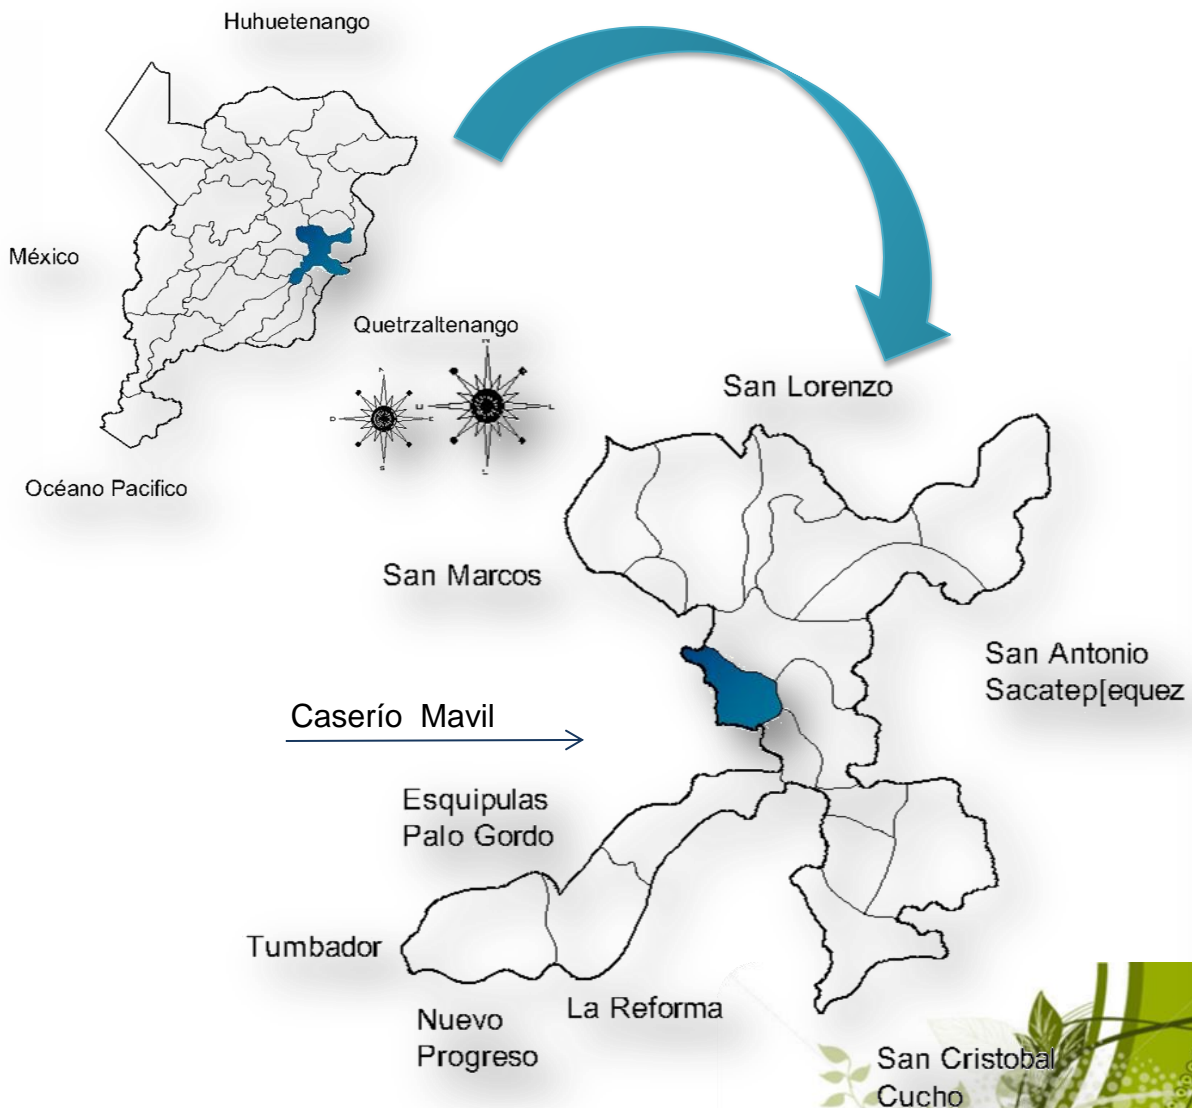 Huhuetenango
México
Quetrzaltenango
Océano Pacifico
San Lorenzo
San Marcos
San Antonio
Sacatep[equez
Caserío Mavil
Esquipulas
Palo Gordo
Tumbador
La Reforma
Nuevo
Progreso
San Cristobal
Cucho